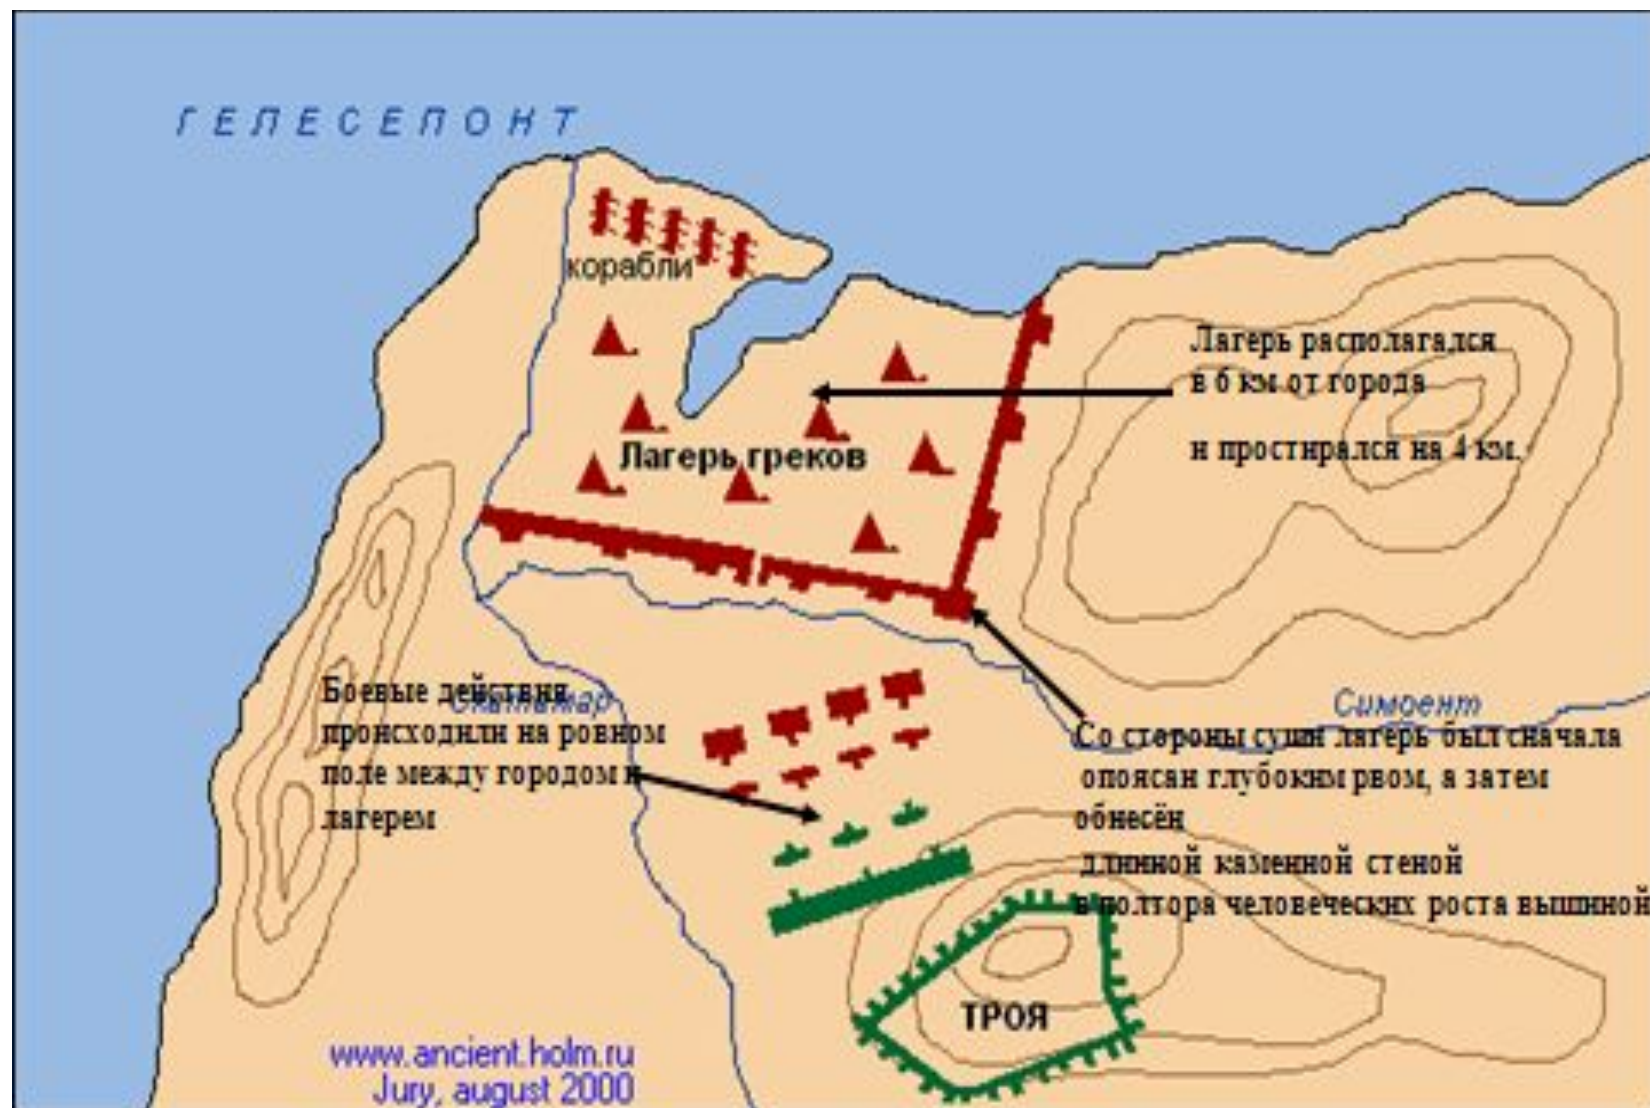 ГЕЛЕСЕПОНТ
корабли
Лагерь располагался
в 6 км от города
и простирался на 4 км.
Лагерь греков
Боевые действия
происходили на ровном
поле между городом и
лагерем
Скатамар
Симоент
Со стороны суши лагерь был сначала
опоясан глубоким рвом, а затем
обнесён
длинной каменной стеной
в полтора человеческих роста вышиной
ТРОЯ
www.ancient.holm.ru
Jury, august 2000